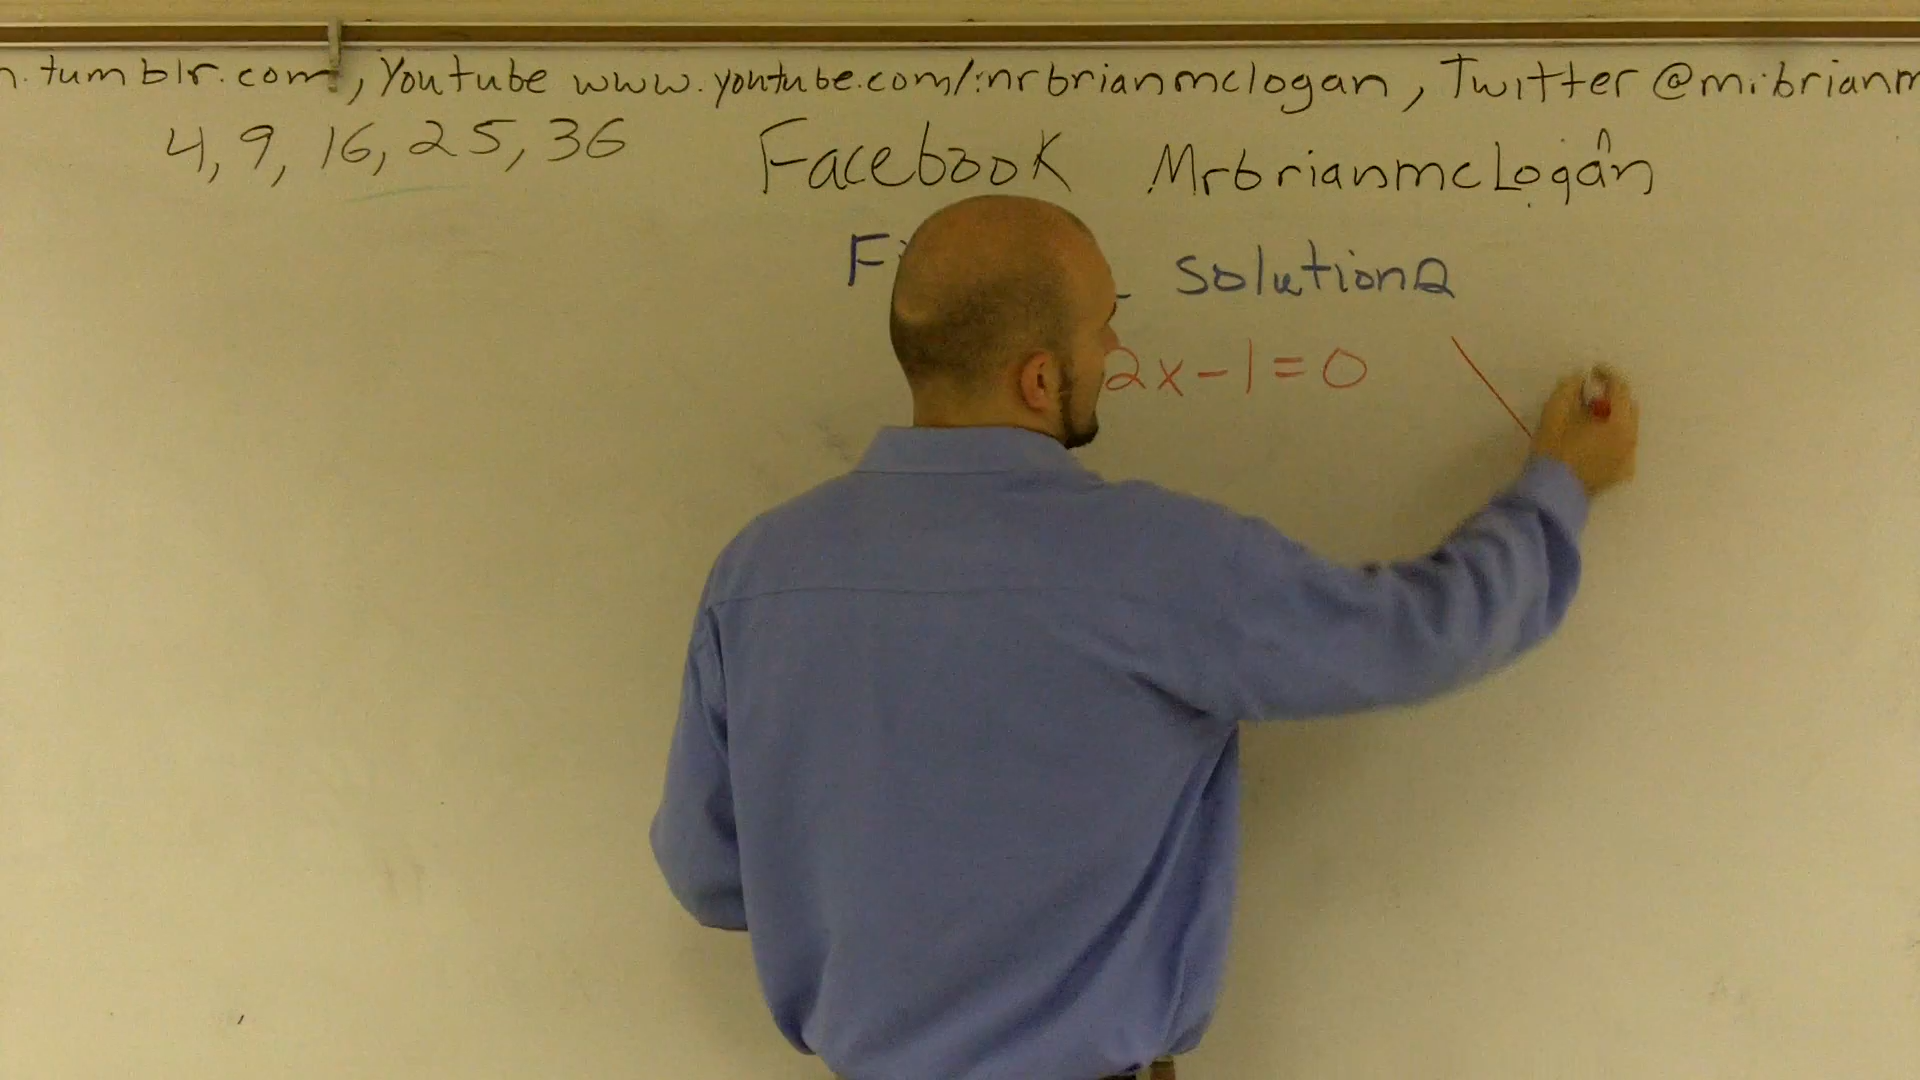 n.tumblr.com, Youtube www.youtube.com/mrbrianmclogan, Twitter @mrbrianm
4, 9, 16, 25, 36
Facebook MrbrianmcLogan
solutions
2x-1=0